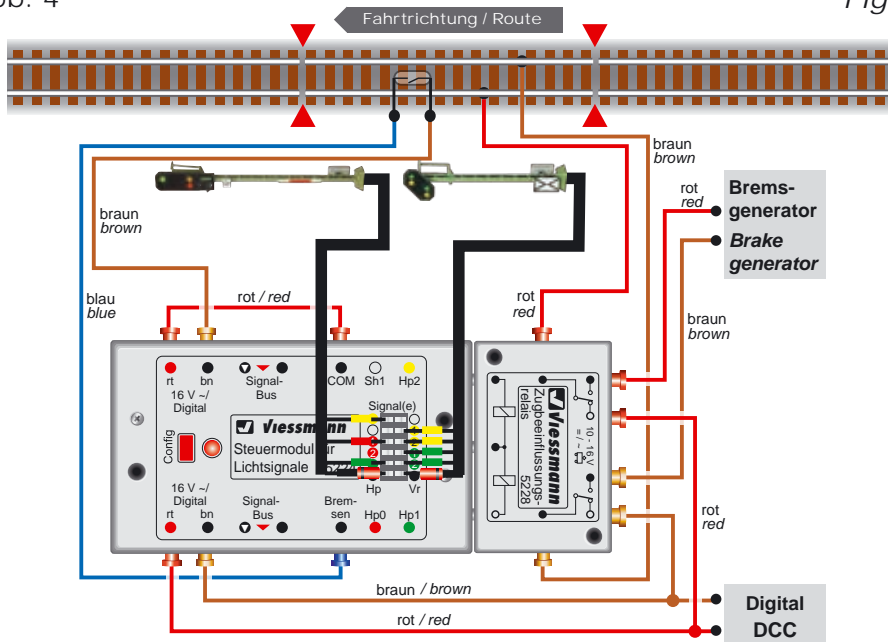 Fahrtrichtung / Route
braun
brown
rot
red
Brems-
generator
Brake
generator
braun
brown
blau
blue
rot / red
rot
red
braun
brown
rt bn Signal- COM Sh1 Hp2
16 V ~/ Bus
Digital
Signal(e)
Config
Viessmann
Steuermodul für
Lichtsignale
Hp Vr
16 V ~/ Signal- Brem-
Digital Bus sen
rt bn Hp0 Hp1
Viessmann
Zugbeeinflussungs-
relais 5228
10 - 16 V
= / ~
rot
red
braun / brown
rot / red
Digital
DCC